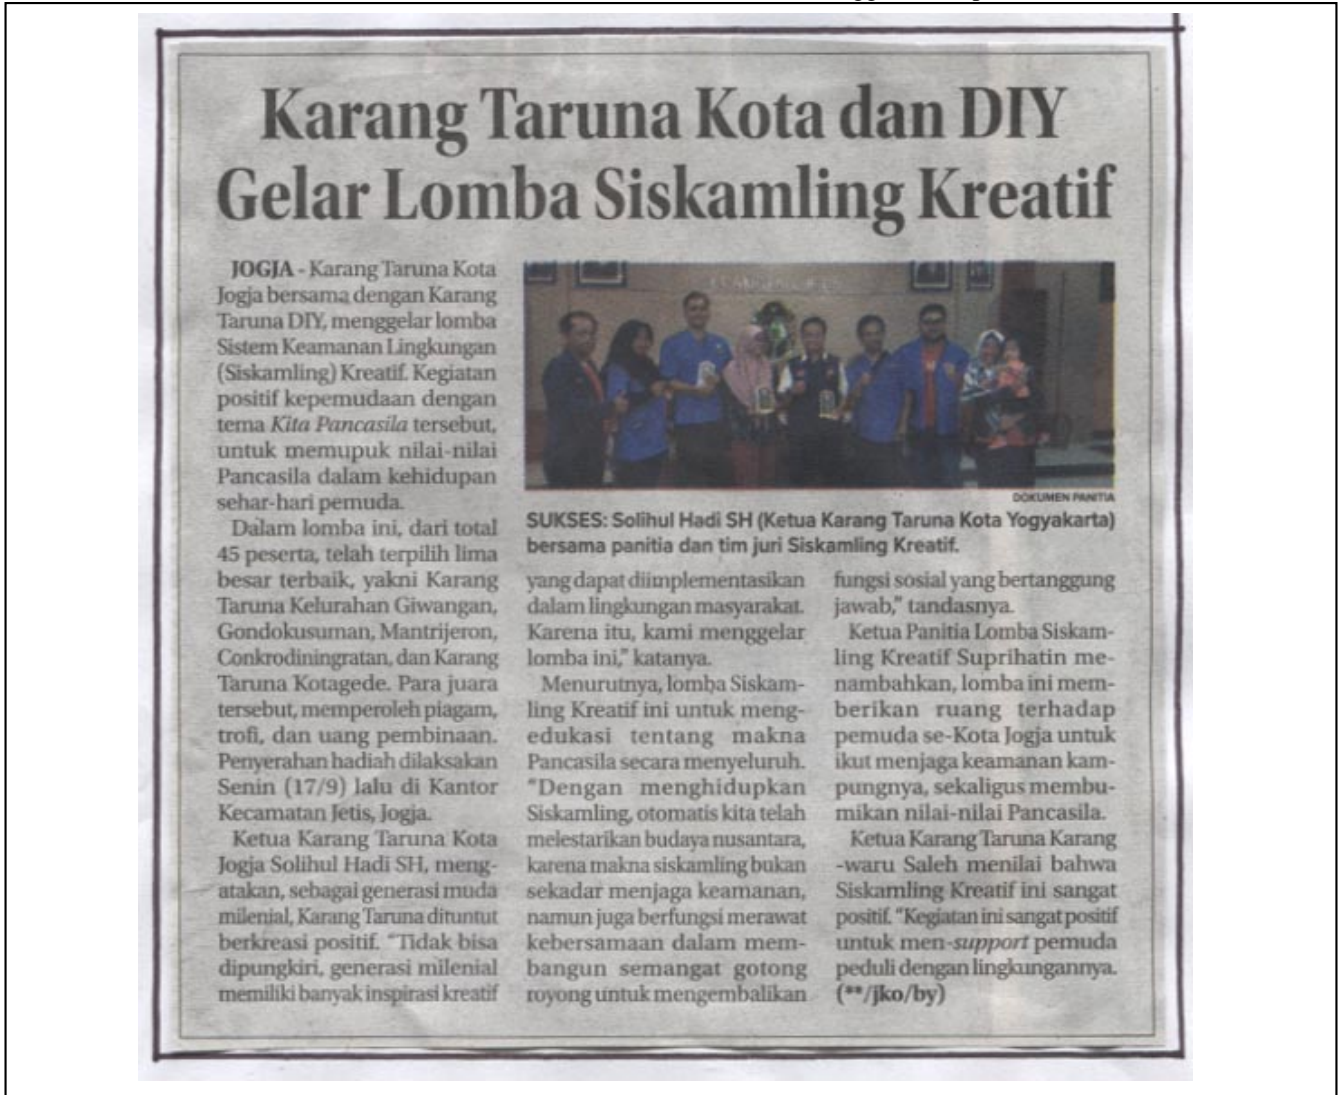 Karang Taruna Kota dan DIY
Gelar Lomba Siskamling Kreatif
JOGJA - Karang Taruna Kota
Jogja bersama dengan Karang
Taruna DIY, menggelar lomba
Sistem Keamanan Lingkungan
(Siskamling) Kreatif. Kegiatan
positif kepemudaan dengan
tema Kita Pancasila tersebut,
untuk memupuk nilai-nilai
Pancasila dalam kehidupan
sehar-hari pemuda.
Dalam lomba ini, dari total
45 peserta, telah terpilih lima
besar terbaik, yakni Karang
Taruna Kelurahan Giwangan,
Gondokusuman, Mantrijeron,
Conkrodiningratan, dan Karang
Taruna Kotagede. Para juara
tersebut, memperoleh piagam,
trofi, dan uang pembinaan.
Penyerahan hadiah dilaksakan
Senin (17/9) lalu di Kantor
Kecamatan Jetis, Jogja.
Ketua Karang Taruna Kota
Jogja Solihul Hadi SH, meng-
atakan, sebagai generasi muda
milenial, Karang Taruna dituntut
berkreasi positif. "Tidak bisa
dipungkiri, generasi milenial
memiliki banyak inspirasi kreatif
DOKUMEN PANITIA
SUKSES: Solihul Hadi SH (Ketua Karang Taruna Kota Yogyakarta)
bersama panitia dan tim juri Siskamling Kreatif.
yang dapat diimplementasikan
dalam lingkungan masyarakat.
Karena itu, kami menggelar
lomba ini," katanya.
Menurutnya, lomba Siskam-
ling Kreatif ini untuk meng-
edukasi tentang makna
Pancasila secara menyeluruh.
"Dengan menghidupkan
Siskamling, otomatis kita telah
melestarikan budaya nusantara,
karena makna siskamling bukan
sekadar menjaga keamanan,
namun juga berfungsi merawat
kebersamaan dalam mem-
bangun semangat gotong
royong untuk mengembalikan
fungsi sosial yang bertanggung
jawab," tandasnya.
Ketua Panitia Lomba Siskam-
ling Kreatif Suprihatin me-
nambahkan, lomba ini mem-
berikan ruang terhadap
pemuda se-Kota Jogja untuk
ikut menjaga keamanan kam-
pungnya, sekaligus membu-
mikan nilai-nilai Pancasila.
Ketua Karang Taruna Karang
-waru Saleh menilai bahwa
Siskamling Kreatif ini sangat
positif. "Kegiatan ini sangat positif
untuk men-support pemuda
peduli dengan lingkungannya.
(**/jko/by)